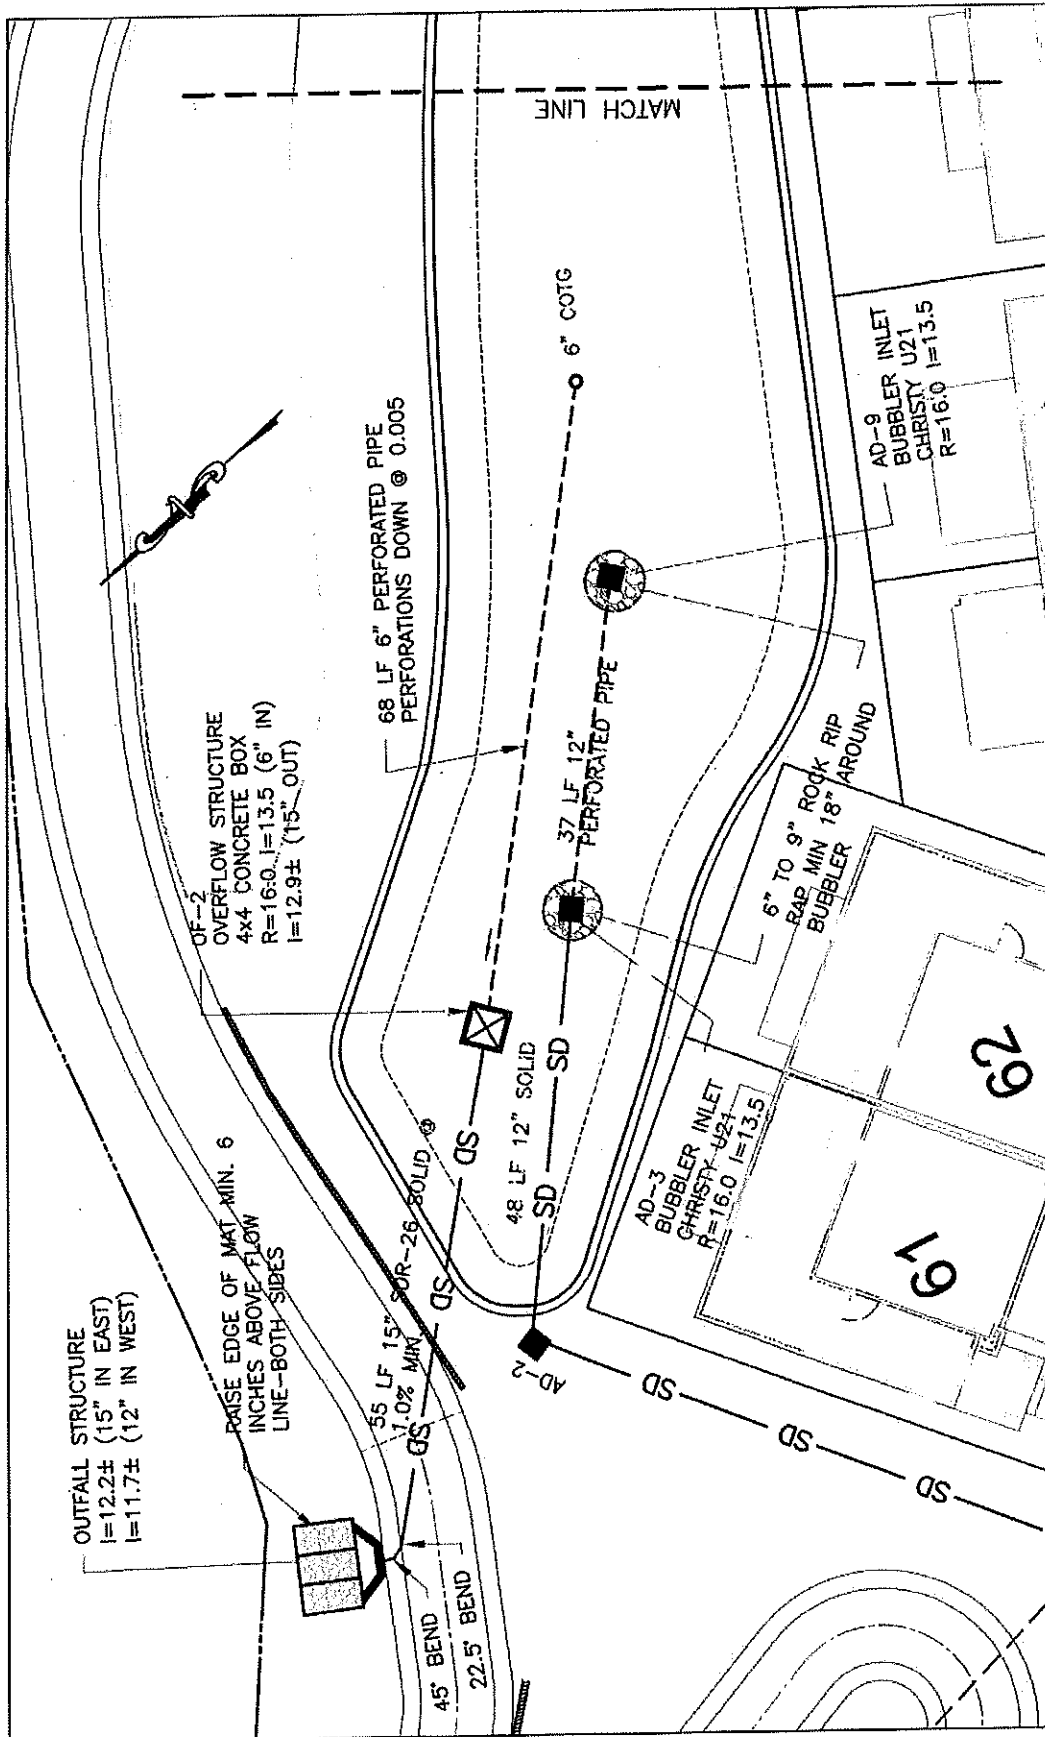 OUTFALL STRUCTURE
I=12.2± (15" IN EAST)
I=11.7± (12" IN WEST)
RAISE EDGE OF MAT MIN. 6
INCHES ABOVE FLOW
LINE-BOTH SIDES
OF-2
OVERFLOW STRUCTURE
4x4 CONCRETE BOX
R=16.0 I=13.5 (6" IN)
I=12.9± (15" OUT)
68 LF 6" PERFORATED PIPE
PERFORATIONS DOWN @ 0.005
MATCH LINE
6" COTG
55 LF 15" SDR-26 SOLID @
1.0% MIN
45° BEND
22.5° BEND
SD
SD
SD
48 LF 12" SOLID
SD
SD
37 LF 12"
PERFORATED PIPE
AD-2
SD
SD
SD
AD-3
BUBBLER INLET
CHRISTY U21
R=16.0 I=13.5
6" TO 9" ROCK RIP
RAP MIN 18" AROUND
BUBBLER
AD-9
BUBBLER INLET
CHRISTY U21
R=16.0 I=13.5
61
62